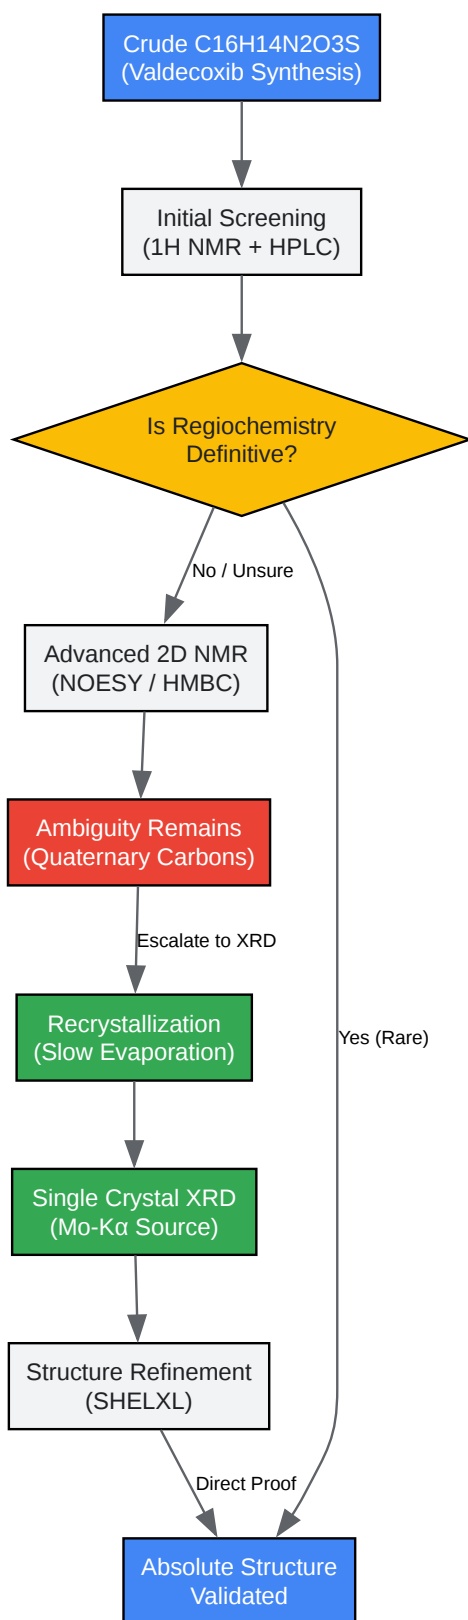 Crude C16H14N2O3S
(Valdecoxib Synthesis)
Initial Screening
(1H NMR + HPLC)
Is Regiochemistry
Definitive?
No / Unsure
Advanced 2D NMR
(NOESY / HMBC)
Ambiguity Remains
(Quaternary Carbons)
Escalate to XRD
Recrystallization
(Slow Evaporation)
Yes (Rare)
Single Crystal XRD
(Mo-Kα Source)
Structure Refinement
(SHELXL)
Direct Proof
Absolute Structure
Validated